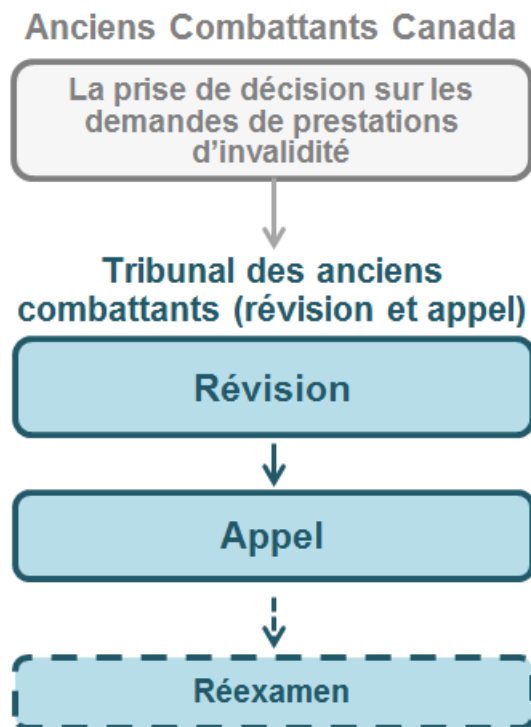 Anciens Combattants Canada
La prise de décision sur les
demandes de prestations
d'invalidité
Tribunal des anciens
combattants (révision et appel)
Révision
Appel
Réexamen